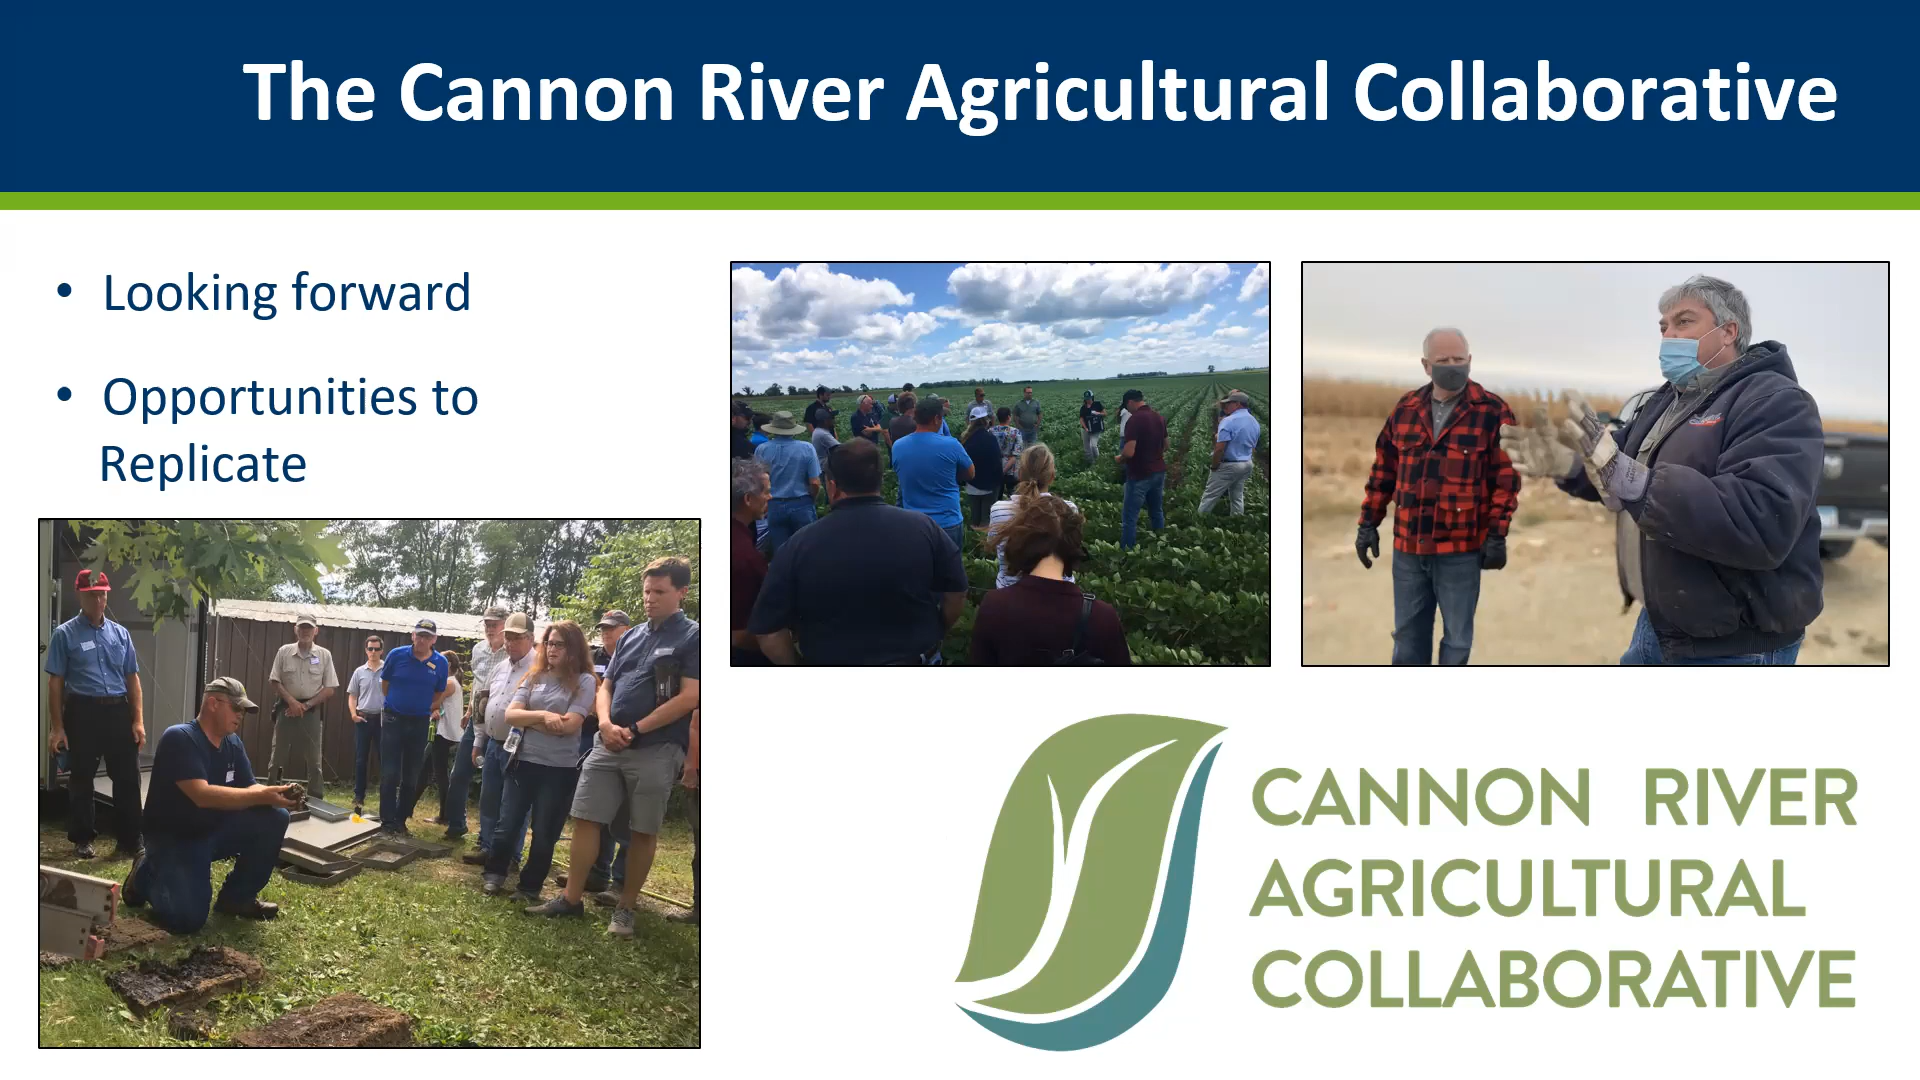 The Cannon River Agricultural Collaborative
• Looking forward
• Opportunities to
Replicate
CANNON RIVER
AGRICULTURAL
COLLABORATIVE